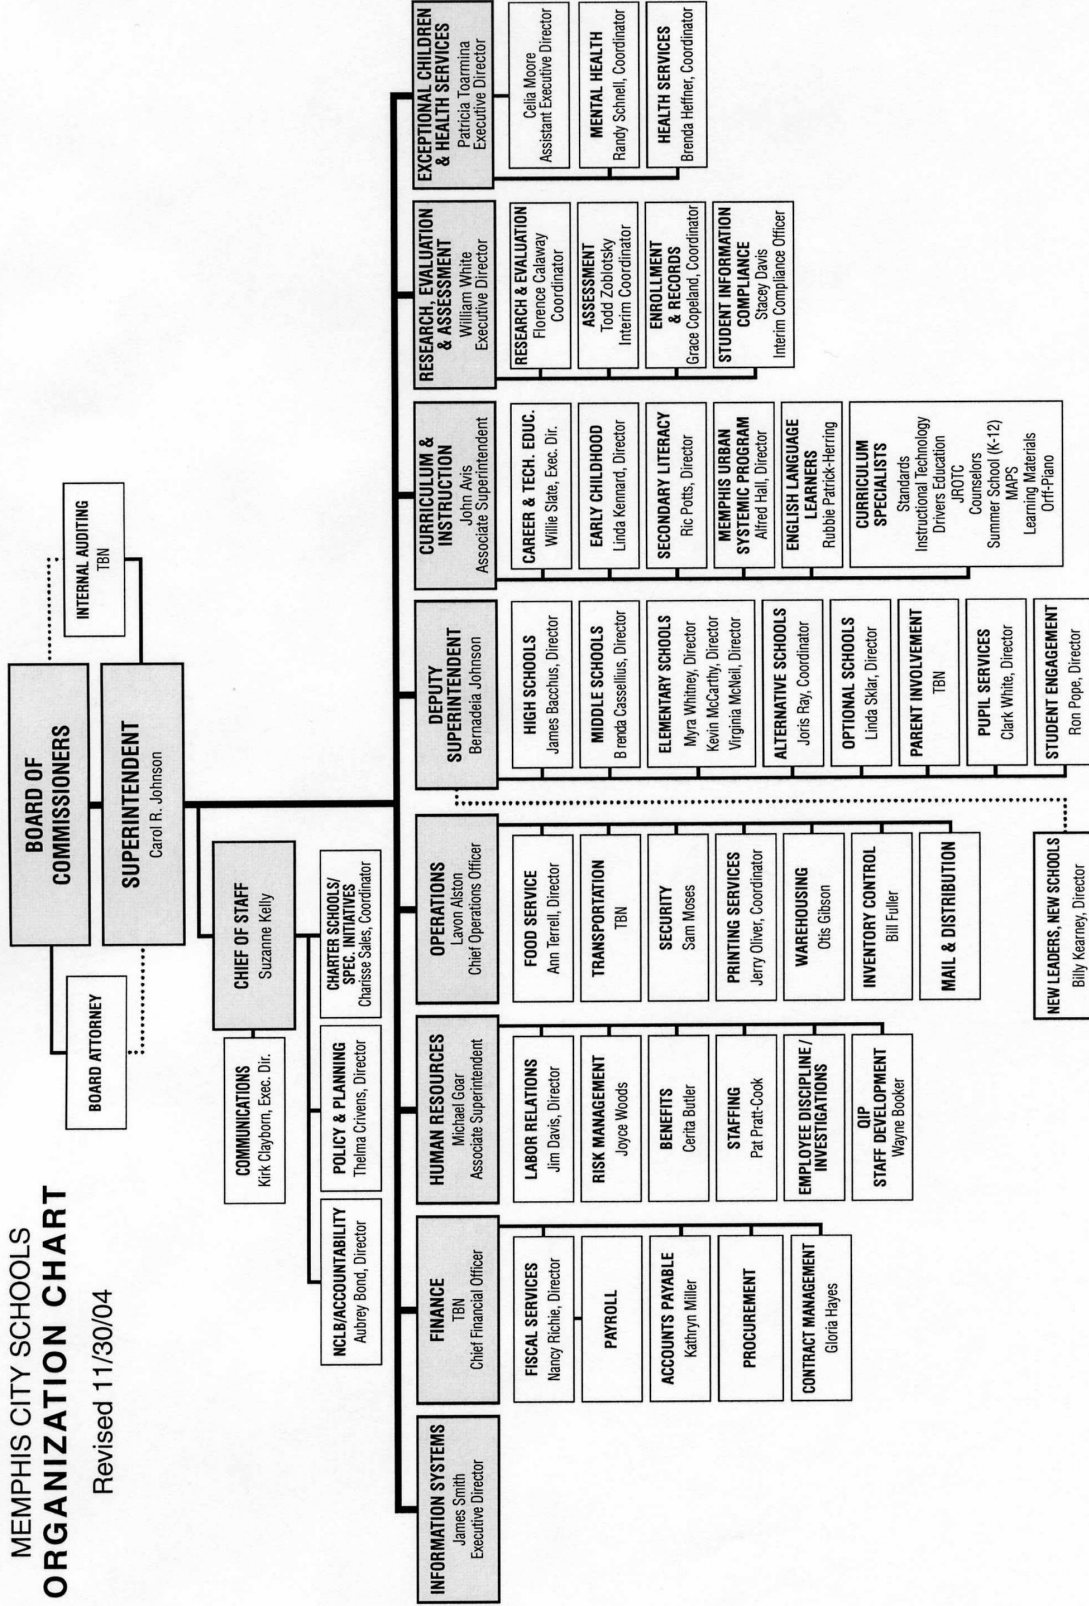 MEMPHIS CITY SCHOOLS
ORGANIZATION CHART
Revised 11/30/04
BOARD OF
COMMISSIONERS
BOARD ATTORNEY
INTERNAL AUDITING
TBN
SUPERINTENDENT
Carol R. Johnson
CHIEF OF STAFF
Suzanne Kelly
COMMUNICATIONS
Kirk Clayborn, Exec. Dir.
NCLB/ACCOUNTABILITY
Aubrey Bond, Director
POLICY & PLANNING
Thelma Crivens, Director
CHARTER SCHOOLS/
SPEC. INITIATIVES
Charisse Sales, Coordinator
INFORMATION SYSTEMS
James Smith
Executive Director
FINANCE
TBN
Chief Financial Officer
FISCAL SERVICES
Nancy Richie, Director
PAYROLL
ACCOUNTS PAYABLE
Kathryn Miller
PROCUREMENT
CONTRACT MANAGEMENT
Gloria Hayes
HUMAN RESOURCES
Michael Goar
Associate Superintendent
LABOR RELATIONS
Jim Davis, Director
RISK MANAGEMENT
Joyce Woods
BENEFITS
Cerita Butler
STAFFING
Pat Pratt-Cook
EMPLOYEE DISCIPLINE /
INVESTIGATIONS
QIP
STAFF DEVELOPMENT
Wayne Booker
OPERATIONS
Lavon Alston
Chief Operations Officer
FOOD SERVICE
Ann Terrell, Director
TRANSPORTATION
TBN
SECURITY
Sam Moses
PRINTING SERVICES
Jerry Oliver, Coordinator
WAREHOUSING
Otis Gibson
INVENTORY CONTROL
Bill Fuller
MAIL & DISTRIBUTION
NEW LEADERS, NEW SCHOOLS
Billy Kearney, Director
DEPUTY
SUPERINTENDENT
Bernadeia Johnson
HIGH SCHOOLS
James Bacchus, Director
MIDDLE SCHOOLS
B renda Cassellius, Director
ELEMENTARY SCHOOLS
Myra Whitney, Director
Kevin McCarthy, Director
Virginia McNeil, Director
ALTERNATIVE SCHOOLS
Joris Ray, Coordinator
OPTIONAL SCHOOLS
Linda Sklar, Director
PARENT INVOLVEMENT
TBN
PUPIL SERVICES
Clark White, Director
STUDENT ENGAGEMENT
Ron Pope, Director
CURRICULUM &
INSTRUCTION
John Avis
Associate Superintendent
CAREER & TECH. EDUC.
Willie Slate, Exec. Dir.
EARLY CHILDHOOD
Linda Kennard, Director
SECONDARY LITERACY
Ric Potts, Director
MEMPHIS URBAN
SYSTEMIC PROGRAM
Alfred Hall, Director
ENGLISH LANGUAGE
LEARNERS
Rubbie Patrick-Herring
CURRICULUM
SPECIALISTS
Standards
Instructional Technology
Drivers Education
JROTC
Counselors
Summer School (K-12)
MAPS
Learning Materials
Orff-Piano
RESEARCH, EVALUATION
& ASSESSMENT
William White
Executive Director
RESEARCH & EVALUATION
Florence Calaway
Coordinator
ASSESSMENT
Todd Zoblotsky
Interim Coordinator
ENROLLMENT
& RECORDS
Grace Copeland, Coordinator
STUDENT INFORMATION
COMPLIANCE
Stacey Davis
Interim Compliance Officer
EXCEPTIONAL CHILDREN
& HEALTH SERVICES
Patricia Toarmina
Executive Director
Celia Moore
Assistant Executive Director
MENTAL HEALTH
Randy Schnell, Coordinator
HEALTH SERVICES
Brenda Heffner, Coordinator